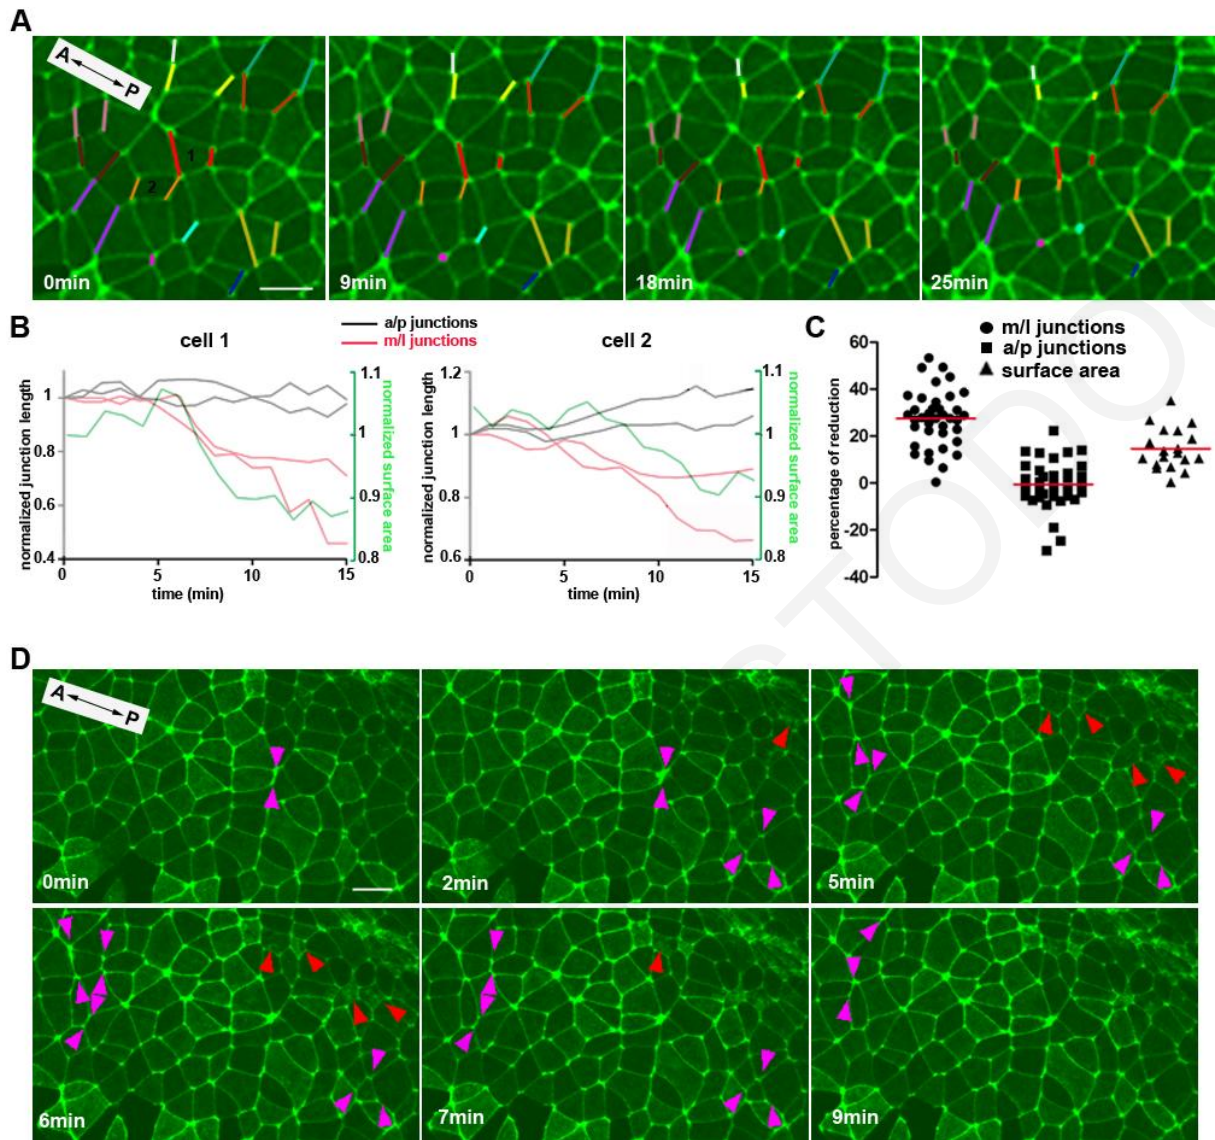 A
A P
1
2
0min
9min
18min
25min
B
a/p junctions
m/l junctions
cell 1
cell 2
normalized junction length
1
0.8
0.6
0.4
0
5
10
15
time (min)
1.1
1
0.9
0.8
normalized surface area
normalized junction length
1.2
1
0.8
0.6
0
5
10
15
time (min)
1.1
1
0.9
0.8
normalized surface area
C
m/l junctions
a/p junctions
surface area
percentage of reduction
60
40
20
0
-20
-40
D
A P
0min
2min
5min
6min
7min
9min
STODO